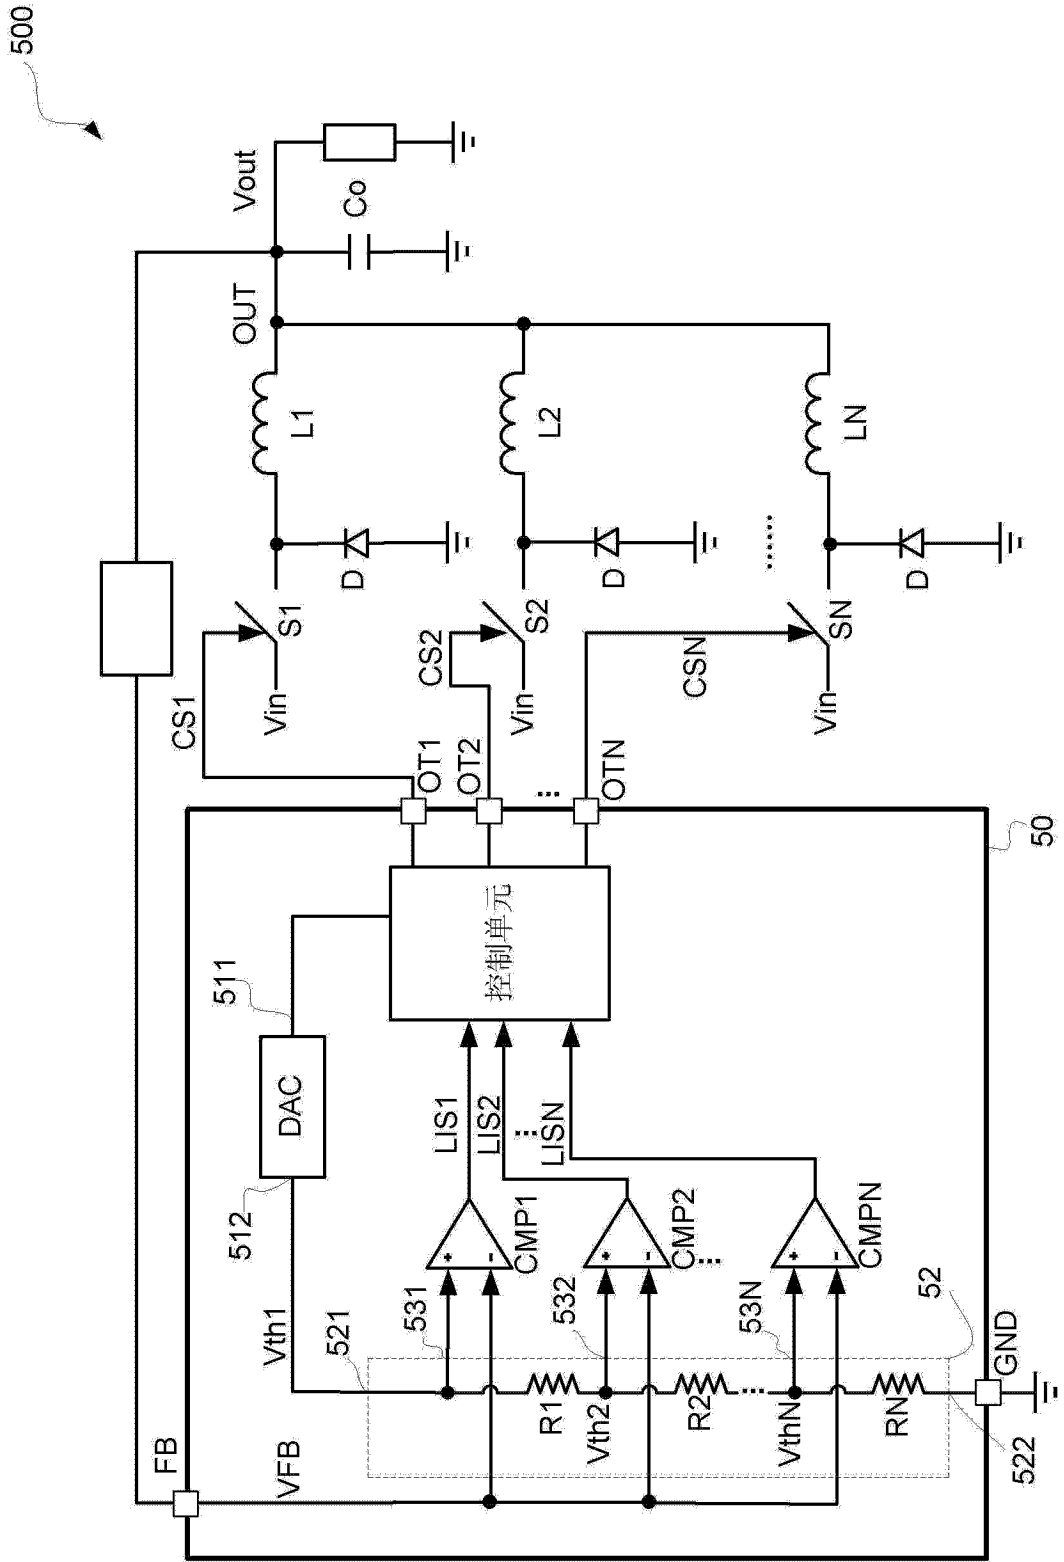 500
Vout
Co
OUT
L1
L2
LN
D
D
D
......
S1
S2
SN
CS1
CS2
CSN
Vin
Vin
Vin
OT1
OT2
...
OTN
50
控制单元
511
DAC
512
LIS1
LIS2
...
LISN
+
-
CMP1
+
-
CMP2
....
+
-
CMPN
Vth1
521
531
532
53N
52
GND
R1
Vth2
R2
....
VthN
RN
522
FB
VFB